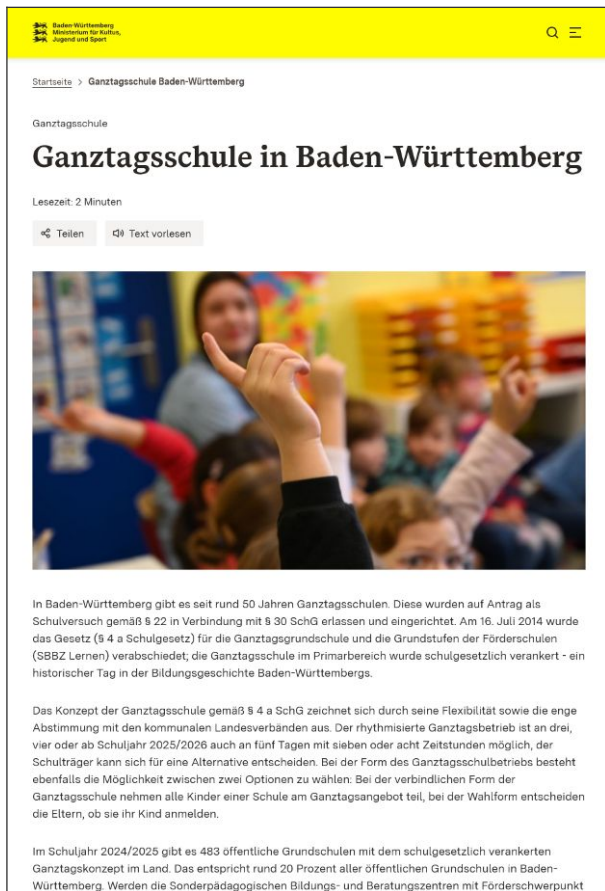 Baden-Württemberg
Ministerium für Kultus,
Jugend und Sport
Startseite > Ganztagsschule Baden-Württemberg
Ganztagsschule
Ganztagsschule in Baden-Württemberg
Lesezeit: 2 Minuten
Teilen Text vorlesen
In Baden-Württemberg gibt es seit rund 50 Jahren Ganztagsschulen. Diese wurden auf Antrag als
Schulversuch gemäß § 22 in Verbindung mit § 30 SchG erlassen und eingerichtet. Am 16. Juli 2014 wurde
das Gesetz (§ 4 a Schulgesetz) für die Ganztagsgrundschule und die Grundstufen der Förderschulen
(SBBZ Lernen) verabschiedet; die Ganztagsschule im Primarbereich wurde schulgesetzlich verankert - ein
historischer Tag in der Bildungsgeschichte Baden-Württembergs.
Das Konzept der Ganztagsschule gemäß § 4 a SchG zeichnet sich durch seine Flexibilität sowie die enge
Abstimmung mit den kommunalen Landesverbänden aus. Der rhythmisierte Ganztagsbetrieb ist an drei,
vier oder ab Schuljahr 2025/2026 auch an fünf Tagen mit sieben oder acht Zeitstunden möglich, der
Schulträger kann sich für eine Alternative entscheiden. Bei der Form des Ganztagsschulbetriebs besteht
ebenfalls die Möglichkeit zwischen zwei Optionen zu wählen: Bei der verbindlichen Form der
Ganztagsschule nehmen alle Kinder einer Schule am Ganztagsangebot teil, bei der Wahlform entscheiden
die Eltern, ob sie ihr Kind anmelden.
Im Schuljahr 2024/2025 gibt es 483 öffentliche Grundschulen mit dem schulgesetzlich verankerten
Ganztagskonzept im Land. Das entspricht rund 20 Prozent aller öffentlichen Grundschulen in Baden-
Württemberg. Werden die Sonderpädagogischen Bildungs- und Beratungszentren mit Förderschwerpunkt